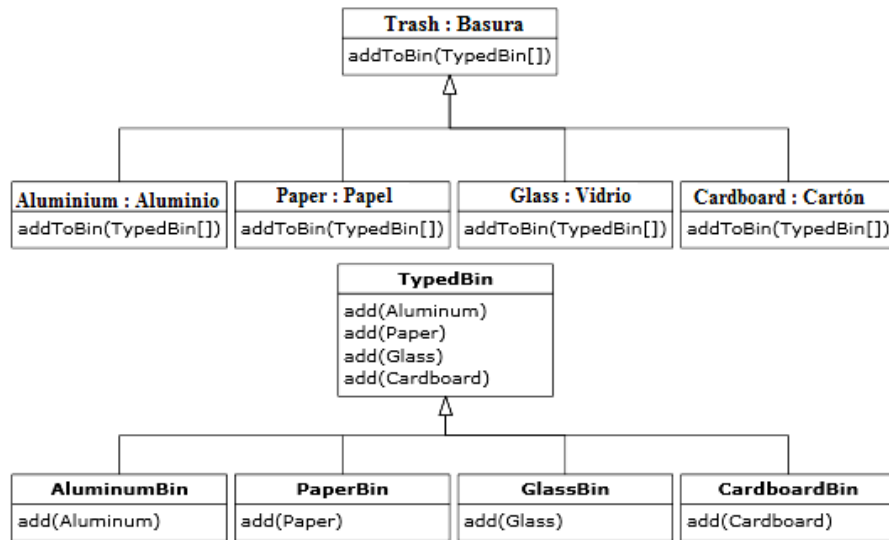 Trash : Basura
addToBin(TypedBin[])
Aluminium : Aluminio
addToBin(TypedBin[])
Paper : Papel
addToBin(TypedBin[])
Glass : Vidrio
addToBin(TypedBin[])
Cardboard : Cartón
addToBin(TypedBin[])
TypedBin
add(Aluminum)
add(Paper)
add(Glass)
add(Cardboard)
AluminumBin
add(Aluminum)
PaperBin
add(Paper)
GlassBin
add(Glass)
CardboardBin
add(Cardboard)